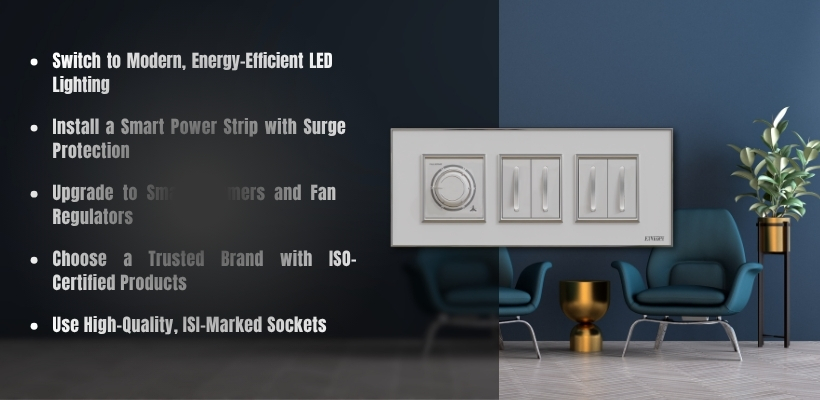 Switch to Modern, Energy-Efficient LED
Lighting
Install a Smart Power Strip with Surge
Protection
Upgrade to and Fan
Regulators
Choose a Trusted Brand with ISO-
Certified Products
Use High-Quality, ISI-Marked Sockets